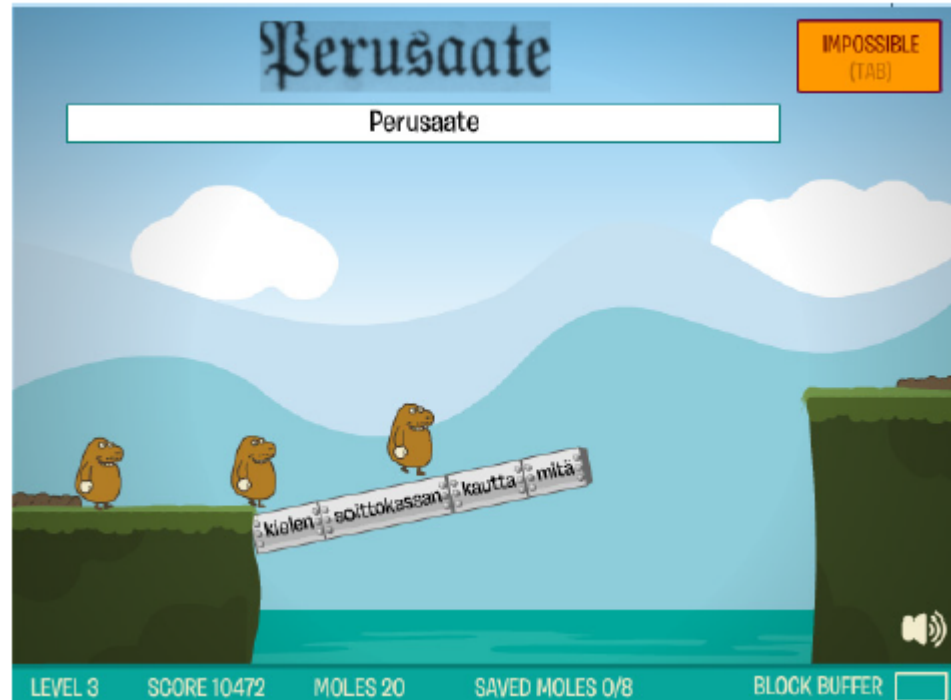 Perusaate
IMPOSSIBLE
(TAB)
Perusaate
kielen soittokassan kautta mitä
LEVEL 3 SCORE 10472 MOLES 20 SAVED MOLES 0/8 BLOCK BUFFER